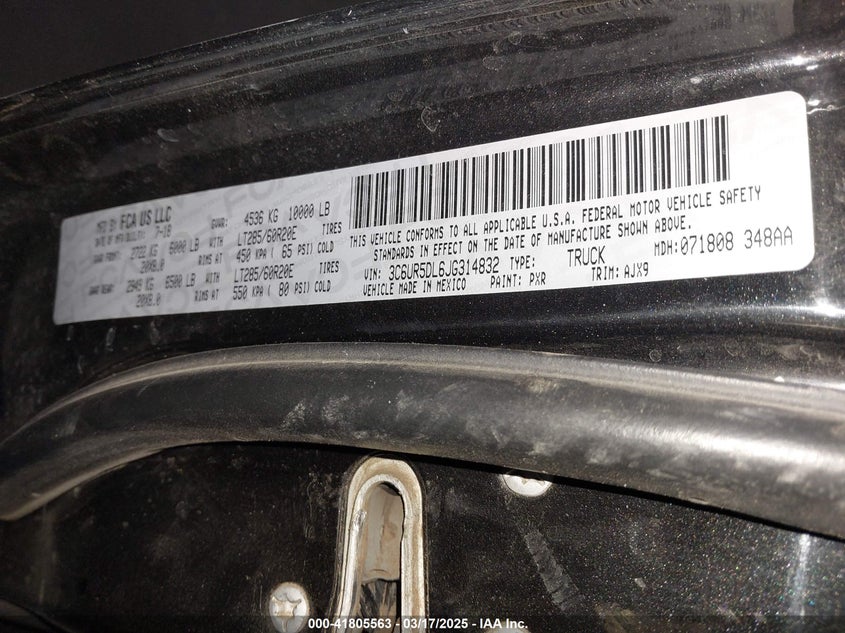 MFD BY FCA US LLC
DATE OF MFR 7-18 GVWR: 4536 KG 10000 LB
GAWR FRONT: 2722 KG 6000 LB WITH LT285/60R20E TIRES
20X8.0 RIMS AT 450 KPA ( 65 PSI) COLD
GAWR REAR: 2949 KG 6500 LB WITH LT285/60R20E TIRES
20X8.0 RIMS AT 550 KPA ( 80 PSI) COLD
THIS VEHICLE CONFORMS TO ALL APPLICABLE U.S.A. FEDERAL MOTOR VEHICLE SAFETY
STANDARDS IN EFFECT ON THE DATE OF MANUFACTURE SHOWN ABOVE.
MDH: 071808 348AA
VIN: 3C6UR5DL6JG314832 TYPE: TRUCK
VEHICLE MADE IN MEXICO PAINT: PXR TRIM: AJX9
000-41805563 - 03/17/2025 - IAA Inc.